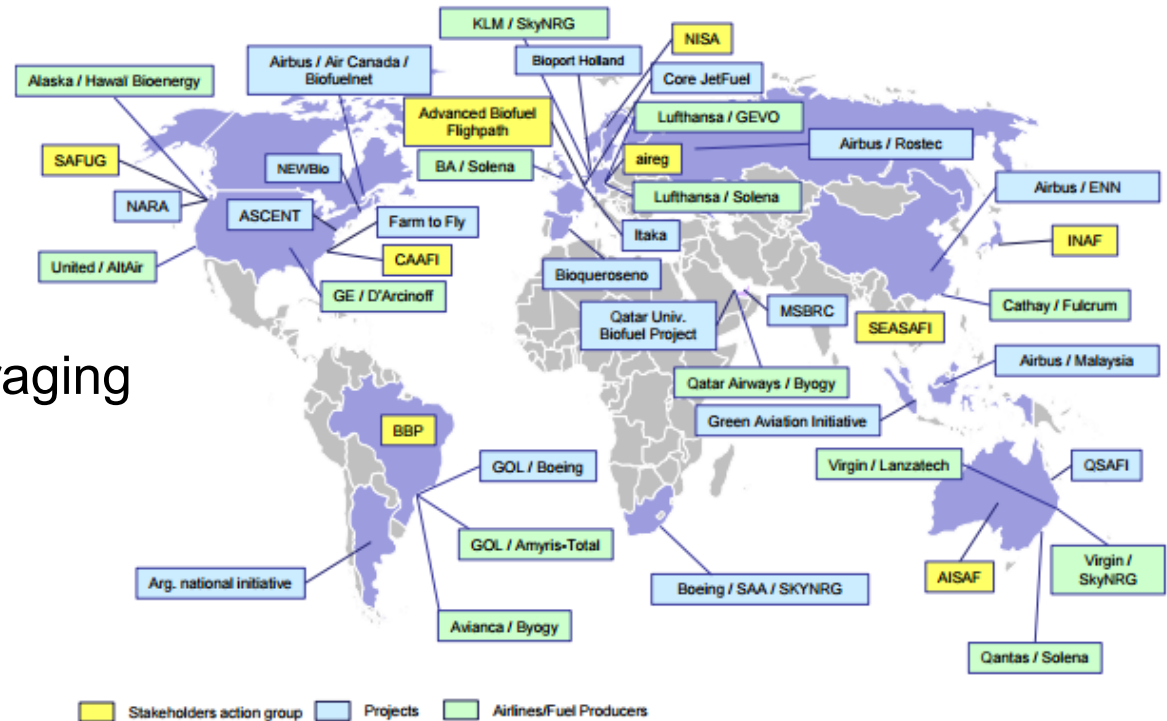 KLM / SkyNRG
NISA
Airbus / Air Canada /
Biofuelnet
Bioport Holland
Core JetFuel
Alaska / Hawaï Bioenergy
Advanced Biofuel
Flighpath
Lufthansa / GEVO
Airbus / Rostec
SAFUG
NEWBio
BA / Solena
aireg
Airbus / ENN
NARA
ASCENT
Farm to Fly
Lufthansa / Solena
Itaka
INAF
United / AltAir
CAAFI
Bioqueroseno
GE / D'Arcinoff
Qatar Univ.
Biofuel Project
MSBRC
Cathay / Fulcrum
SEASAFI
Airbus / Malaysia
vaging
Qatar Airways / Byogy
Green Aviation Initiative
BBP
GOL / Boeing
Virgin / Lanzatech
QSAFI
GOL / Amyris-Total
Arg. national initiative
Boeing / SAA / SKYNRG
AISAF
Virgin /
SkyNRG
Avianca / Byogy
Qantas / Solena
Stakeholders action group
Projects
Airlines/Fuel Producers